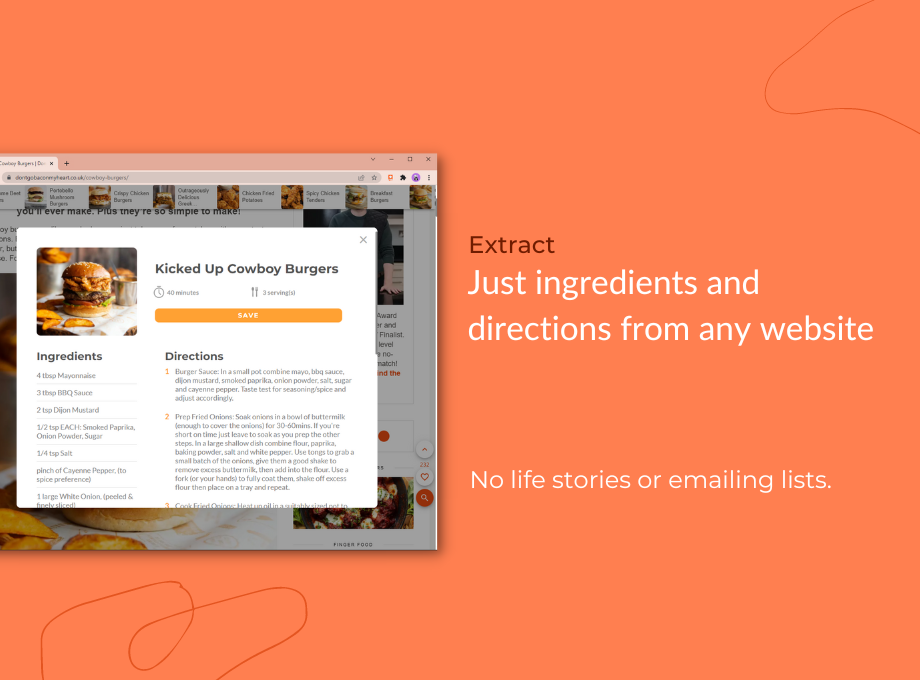 Cowboy Burgers | Don
dontgobaconmyheart.co.uk/cowboy-burgers/
Portobello
Mushroom
Burgers
Crispy Chicken
Burgers
Outrageously
Delicious
Greek
Chicken Fried
Potatoes
Spicy Chicken
Tenders
Breakfast
Burgers
you'll ever make. Plus they're so simple to make!
Kicked Up Cowboy Burgers
40 minutes
3 serving(s)
SAVE
Ingredients
4 tbsp Mayonnaise
3 tbsp BBQ Sauce
2 tsp Dijon Mustard
1/2 tsp EACH: Smoked Paprika,
Onion Powder, Sugar
1/4 tsp Salt
pinch of Cayenne Pepper, (to
spice preference)
1 large White Onion, (peeled &
finely sliced)
Directions
1 Burger Sauce: In a small pot combine mayo, bbq sauce,
dijon mustard, smoked paprika, onion powder, salt, sugar
and cayenne pepper. Taste test for seasoning/spice and
adjust accordingly.
2 Prep Fried Onions: Soak onions in a bowl of buttermilk
(enough to cover the onions) for 30-60mins. If you're
short on time just leave to soak as you prep the other
steps. In a large shallow dish combine flour, paprika,
baking powder, salt and white pepper. Use tongs to grab a
small batch of the onions, give them a good shake to
remove excess buttermilk, then add into the flour. Use a
fork (or your hands) to fully coat them, shake off excess
flour then place on a tray and repeat.
3 Cook Fried Onions: Heat up oil in a suitably sized pot to
Award
er and
Finalist.
level
no-
match!
nd the
232
FINGER FOOD
Extract
Just ingredients and
directions from any website
No life stories or emailing lists.